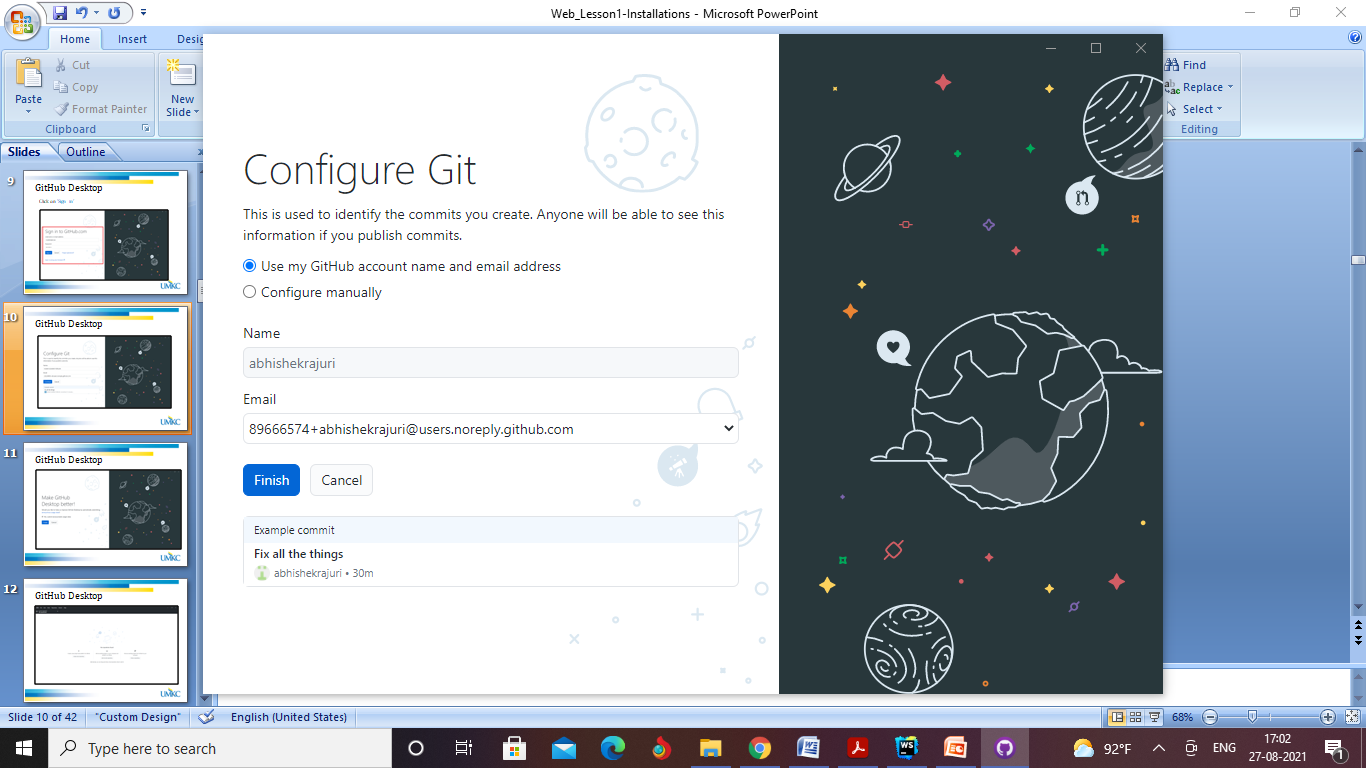 Web_Lesson1-Installations - Microsoft PowerPoint
Home
Insert
Desig
Paste
Cut
Copy
Format Painter
Clipboard
New
Slide
Find
Replace
Select
Editing
Slides
Outline
9
GitHub Desktop
Click on 'Sign in'
Sign in to GitHub.com
UMKC
10
GitHub Desktop
Configure Git
UMKC
11
GitHub Desktop
Make GitHub
Desktop better!
UMKC
12
GitHub Desktop
UMKC
Configure Git
This is used to identify the commits you create. Anyone will be able to see this
information if you publish commits.
Use my GitHub account name and email address
Configure manually
Name
abhishekrajuri
Email
89666574+abhishekrajuri@users.noreply.github.com
Finish
Cancel
Example commit
Fix all the things
abhishekrajuri • 30m
Slide 10 of 42
"Custom Design"
English (United States)
68%
Type here to search
92°F
ENG
17:02
27-08-2021
1